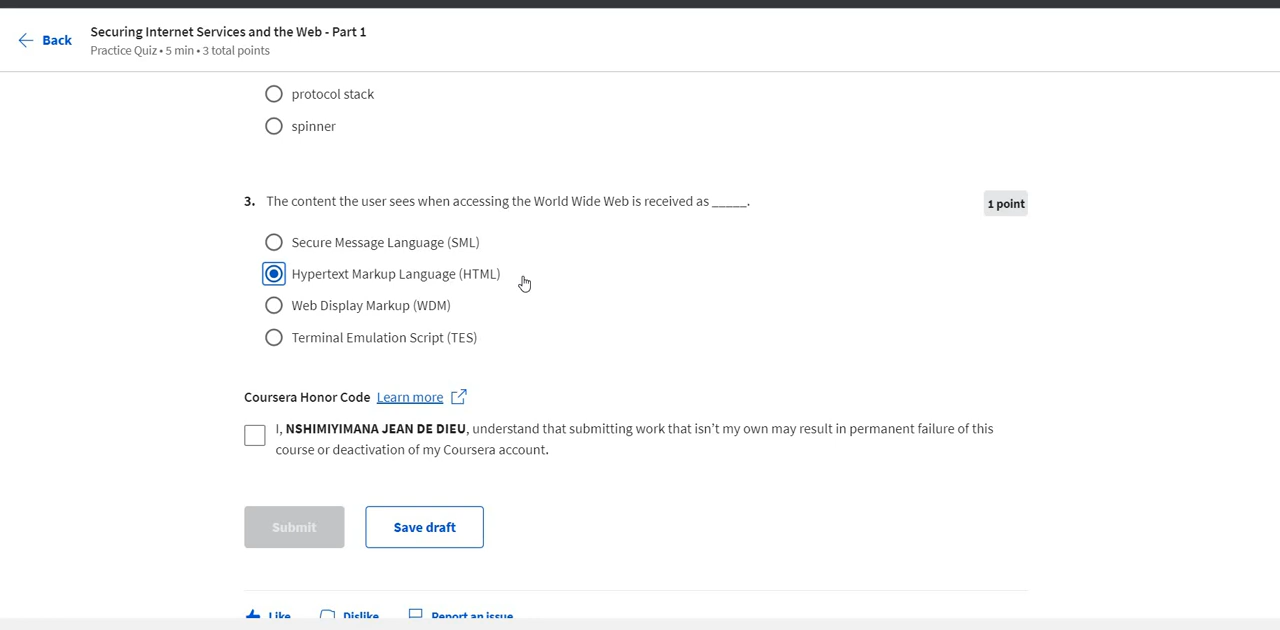 Back
Securing Internet Services and the Web - Part 1
Practice Quiz • 5 min • 3 total points
protocol stack
spinner
3. The content the user sees when accessing the World Wide Web is received as _____.
1 point
Secure Message Language (SML)
Hypertext Markup Language (HTML)
Web Display Markup (WDM)
Terminal Emulation Script (TES)
Coursera Honor Code Learn more
I, NSHIMIYIMANA JEAN DE DIEU, understand that submitting work that isn't my own may result in permanent failure of this
course or deactivation of my Coursera account.
Submit
Save draft
Like Dislike Report an issue